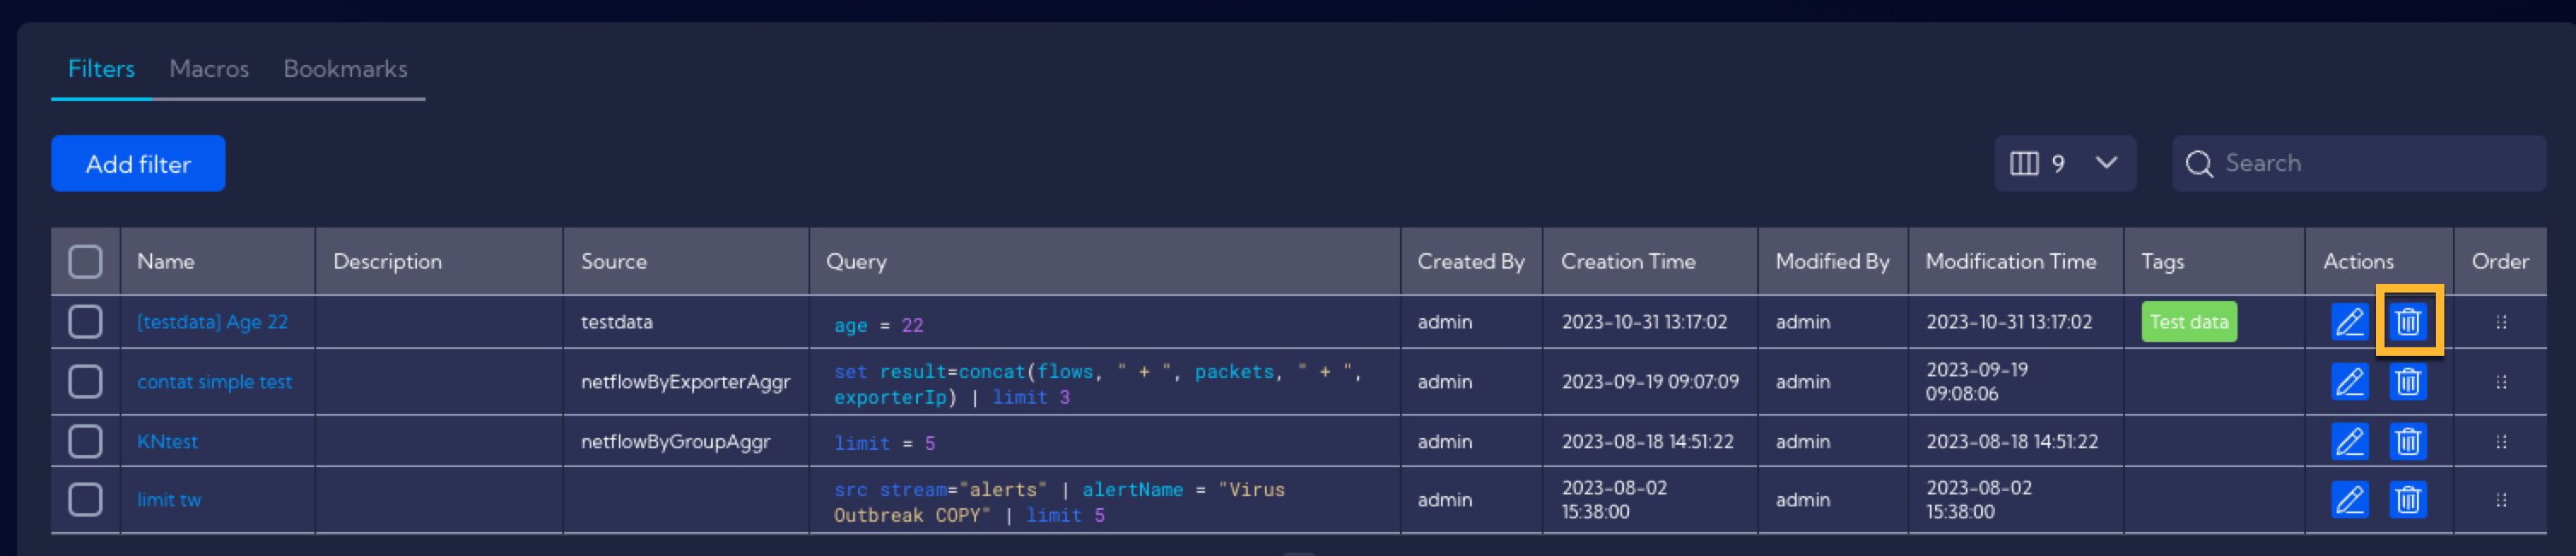 Filters Macros Bookmarks
Add filter 9 Search
Name Description Source Query Created By Creation Time Modified By Modification Time Tags Actions Order
[testdata] Age 22 testdata age = 22 admin 2023-10-31 13:17:02 admin 2023-10-31 13:17:02 Test data
contat simple test netflowByExporterAggr set result=concat(flows, " + ", packets, " + ", admin 2023-09-19 09:07:09 admin 2023-09-19
exporterIp) | limit 3 09:08:06
KNtest netflowByGroupAggr limit = 5 admin 2023-08-18 14:51:22 admin 2023-08-18 14:51:22
limit tw src stream="alerts" | alertName = "Virus admin 2023-08-02 admin 2023-08-02
Outbreak COPY" | limit 5 15:38:00 15:38:00